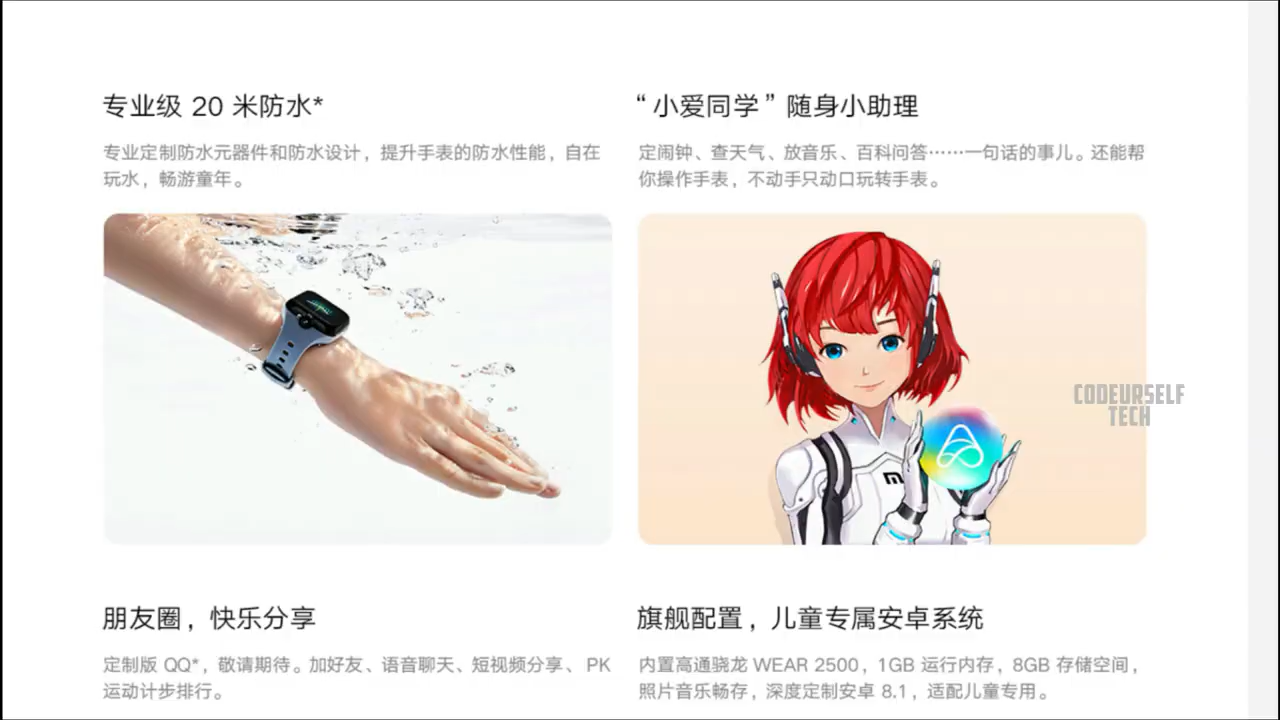 专业级 20 米防水*
专业定制防水元器件和防水设计，提升手表的防水性能，自在
玩水，畅游童年。
“小爱同学”随身小助理
定闹钟、查天气、放音乐、百科问答……一句话的事儿。还能帮
你操作手表，不动手只动口玩转手表。
CODEURSELF
TECH
朋友圈，快乐分享
定制版 QQ*，敬请期待。加好友、语音聊天、短视频分享、PK
运动计步排行。
旗舰配置，儿童专属安卓系统
内置高通骁龙 WEAR 2500，1GB 运行内存，8GB 存储空间，
照片音乐畅存，深度定制安卓 8.1，适配儿童专用。